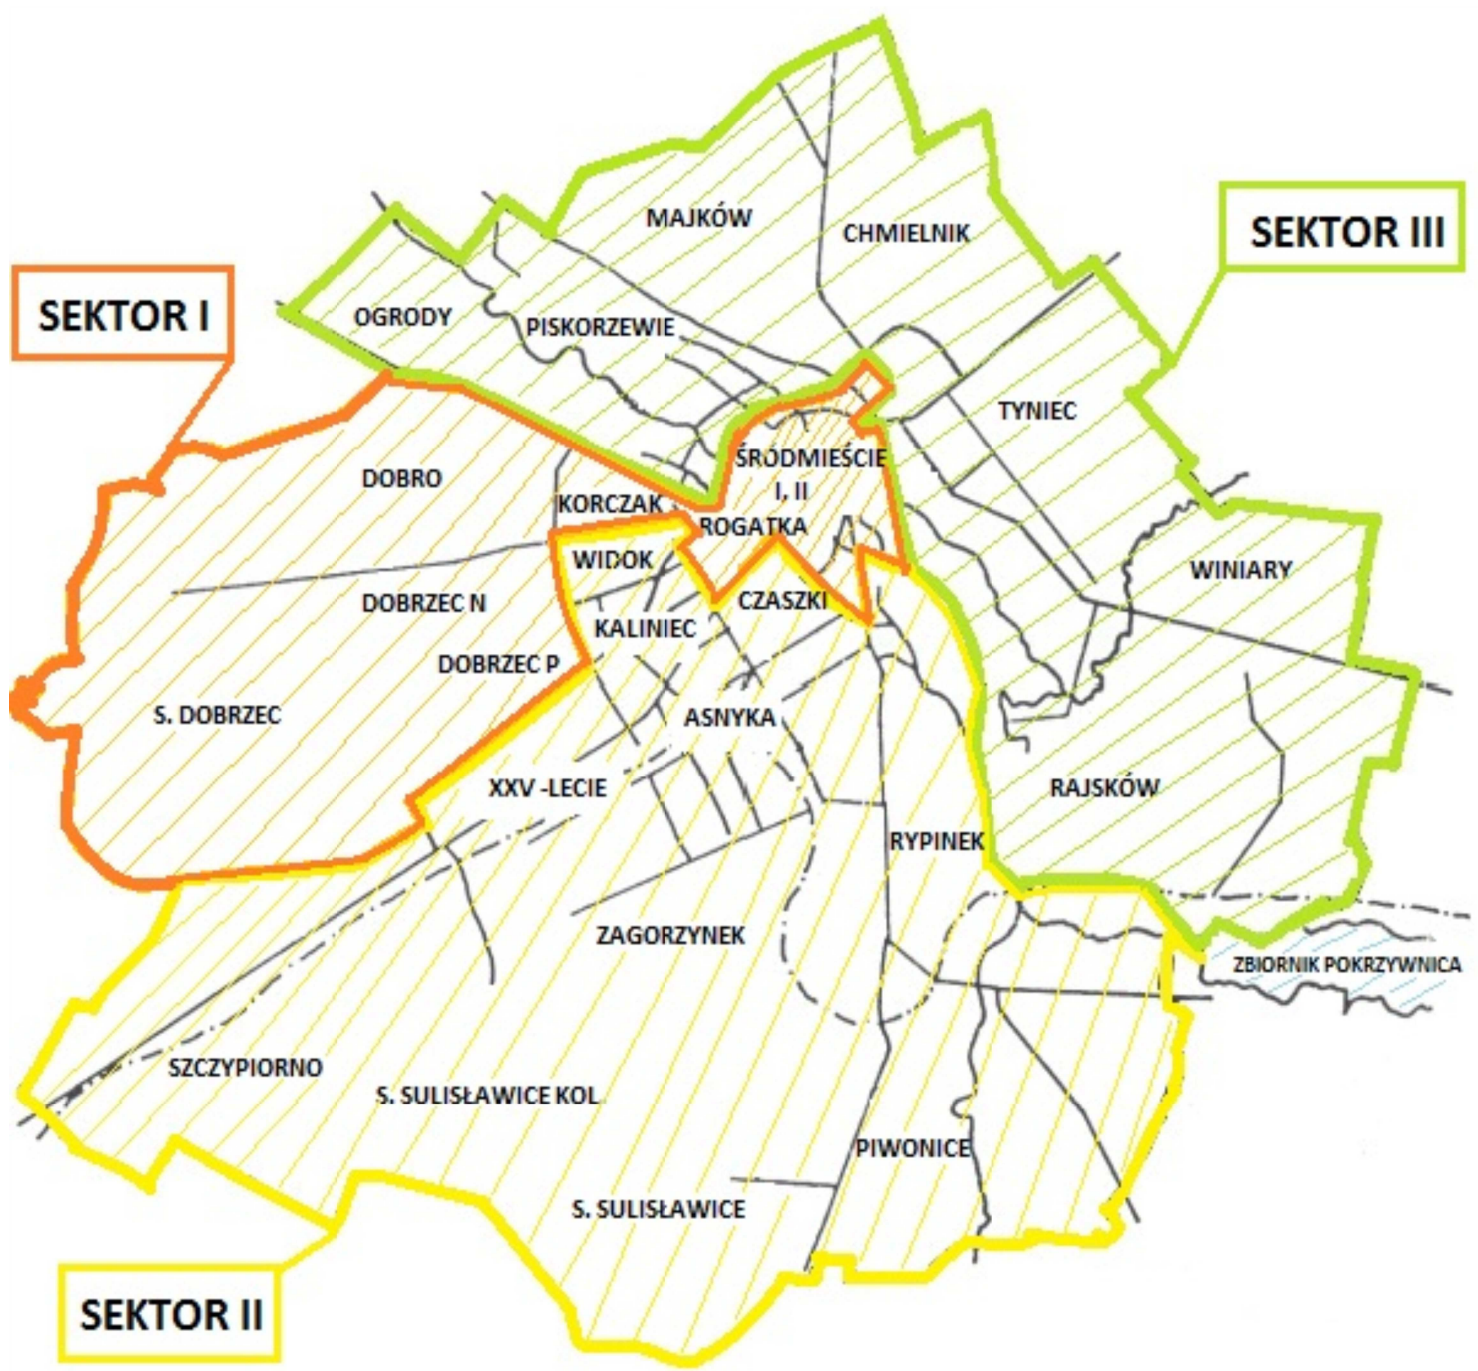 MAJKÓW
CHMIELNIK
SEKTOR III
SEKTOR I
OGRODY
PISKORZEWIE
TYNIEC
ŚRÓDMIEŚCIE
I, II
DOBRO
KORCZAK
ROGATKA
WIDOK
WINIARY
DOBRZEC N
CZASZKI
KALINIEC
DOBRZEC P
S. DOBRZEC
ASNYKA
XXV -LECIE
RAJSKÓW
RYPINEK
ZAGORZYNEK
ZBIORNIK POKRZYWNICA
SZCZYPIORNO
S. SULISŁAWICE KOL
PIWONICE
S. SULISŁAWICE
SEKTOR II